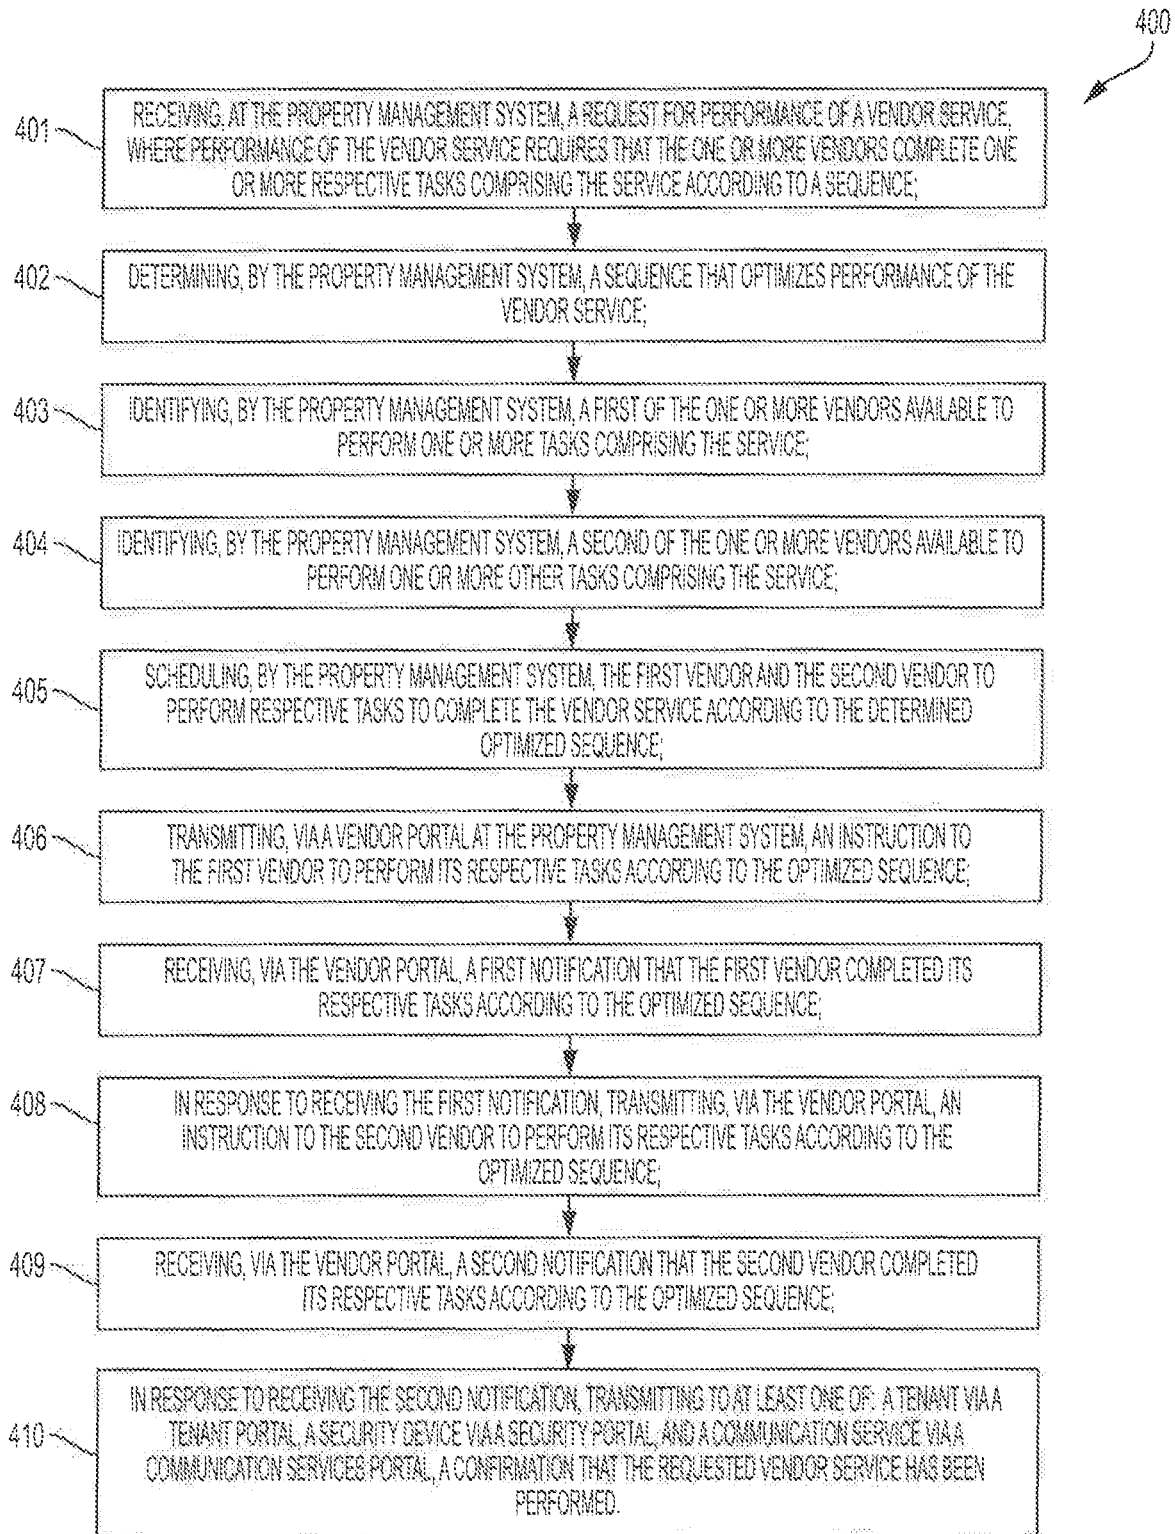 400
401
RECEIVING, AT THE PROPERTY MANAGEMENT SYSTEM, A REQUEST FOR PERFORMANCE OF A VENDOR SERVICE,
WHERE PERFORMANCE OF THE VENDOR SERVICE REQUIRES THAT THE ONE OR MORE VENDORS COMPLETE ONE
OR MORE RESPECTIVE TASKS COMPRISING THE SERVICE ACCORDING TO A SEQUENCE;
402
DETERMINING, BY THE PROPERTY MANAGEMENT SYSTEM, A SEQUENCE THAT OPTIMIZES PERFORMANCE OF THE
VENDOR SERVICE;
403
IDENTIFYING, BY THE PROPERTY MANAGEMENT SYSTEM, A FIRST OF THE ONE OR MORE VENDORS AVAILABLE TO
PERFORM ONE OR MORE TASKS COMPRISING THE SERVICE;
404
IDENTIFYING, BY THE PROPERTY MANAGEMENT SYSTEM, A SECOND OF THE ONE OR MORE VENDORS AVAILABLE TO
PERFORM ONE OR MORE OTHER TASKS COMPRISING THE SERVICE;
405
SCHEDULING, BY THE PROPERTY MANAGEMENT SYSTEM, THE FIRST VENDOR AND THE SECOND VENDOR TO
PERFORM RESPECTIVE TASKS TO COMPLETE THE VENDOR SERVICE ACCORDING TO THE DETERMINED
OPTIMIZED SEQUENCE;
406
TRANSMITTING, VIA A VENDOR PORTAL AT THE PROPERTY MANAGEMENT SYSTEM, AN INSTRUCTION TO
THE FIRST VENDOR TO PERFORM ITS RESPECTIVE TASKS ACCORDING TO THE OPTIMIZED SEQUENCE;
407
RECEIVING, VIA THE VENDOR PORTAL, A FIRST NOTIFICATION THAT THE FIRST VENDOR COMPLETED ITS
RESPECTIVE TASKS ACCORDING TO THE OPTIMIZED SEQUENCE;
408
IN RESPONSE TO RECEIVING THE FIRST NOTIFICATION, TRANSMITTING, VIA THE VENDOR PORTAL, AN
INSTRUCTION TO THE SECOND VENDOR TO PERFORM ITS RESPECTIVE TASKS ACCORDING TO THE
OPTIMIZED SEQUENCE;
409
RECEIVING, VIA THE VENDOR PORTAL, A SECOND NOTIFICATION THAT THE SECOND VENDOR COMPLETED
ITS RESPECTIVE TASKS ACCORDING TO THE OPTIMIZED SEQUENCE;
410
IN RESPONSE TO RECEIVING THE SECOND NOTIFICATION, TRANSMITTING TO AT LEAST ONE OF: A TENANT VIA A
TENANT PORTAL, A SECURITY DEVICE VIA A SECURITY PORTAL, AND A COMMUNICATION SERVICE VIA A
COMMUNICATION SERVICES PORTAL, A CONFIRMATION THAT THE REQUESTED VENDOR SERVICE HAS BEEN
PERFORMED.